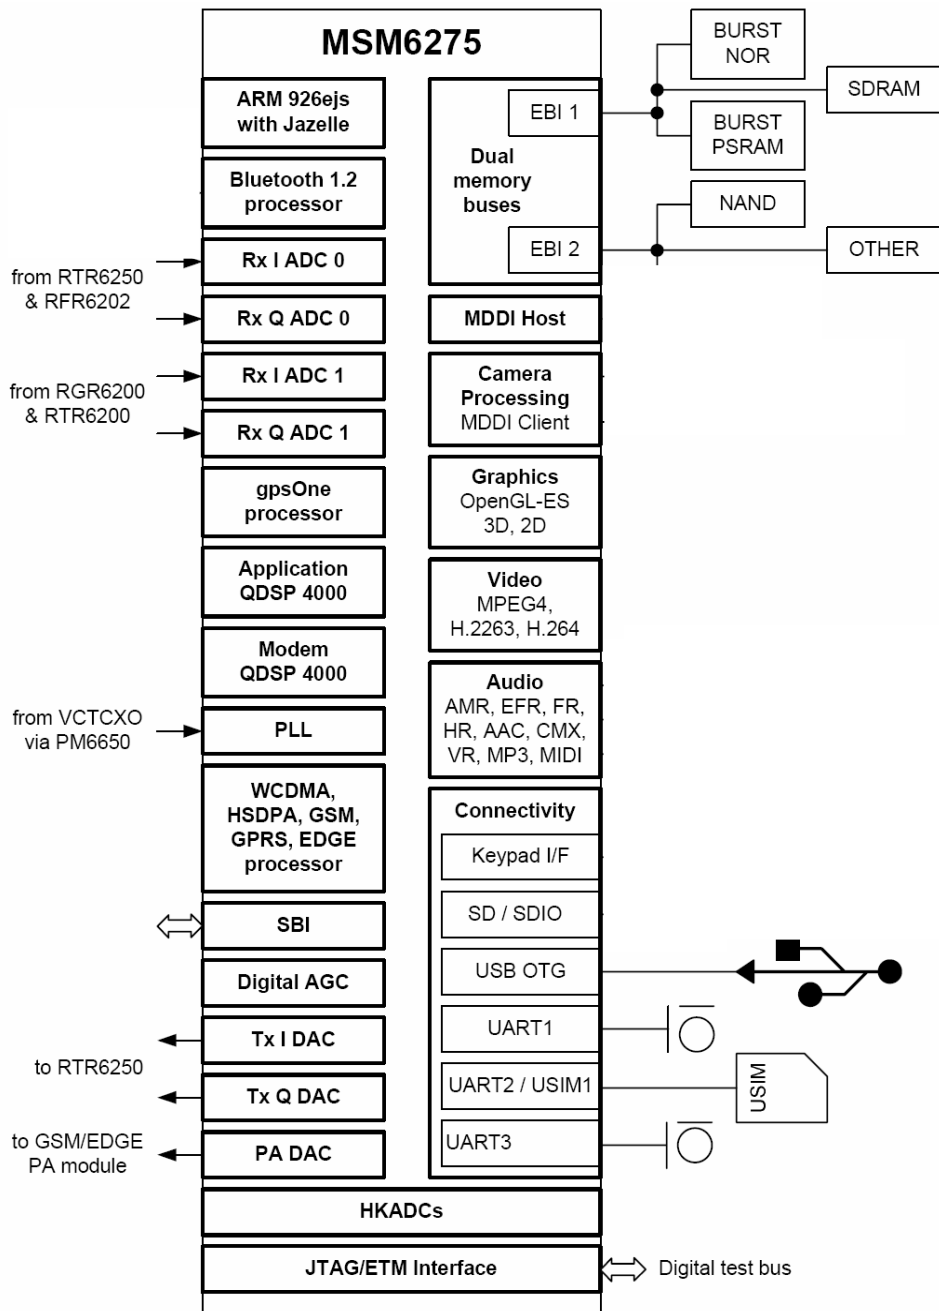 MSM6275
ARM 926ejs
with Jazelle
Bluetooth 1.2
processor
Rx I ADC 0
from RTR6250
& RFR6202
Rx Q ADC 0
Rx I ADC 1
from RGR6200
& RTR6200
Rx Q ADC 1
gpsOne
processor
Application
QDSP 4000
Modem
QDSP 4000
from VCTCXO
via PM6650
PLL
WCDMA,
HSDPA, GSM,
GPRS, EDGE
processor
SBI
Digital AGC
Tx I DAC
to RTR6250
Tx Q DAC
to GSM/EDGE
PA module
PA DAC
EBI 1
Dual
memory
buses
EBI 2
BURST
NOR
SDRAM
BURST
PSRAM
NAND
OTHER
MDDI Host
Camera
Processing
MDDI Client
Graphics
OpenGL-ES
3D, 2D
Video
MPEG4,
H.2263, H.264
Audio
AMR, EFR, FR,
HR, AAC, CMX,
VR, MP3, MIDI
Connectivity
Keypad I/F
SD / SDIO
USB OTG
UART1
UART2 / USIM1
USIM
UART3
HKADCs
JTAG/ETM Interface
Digital test bus